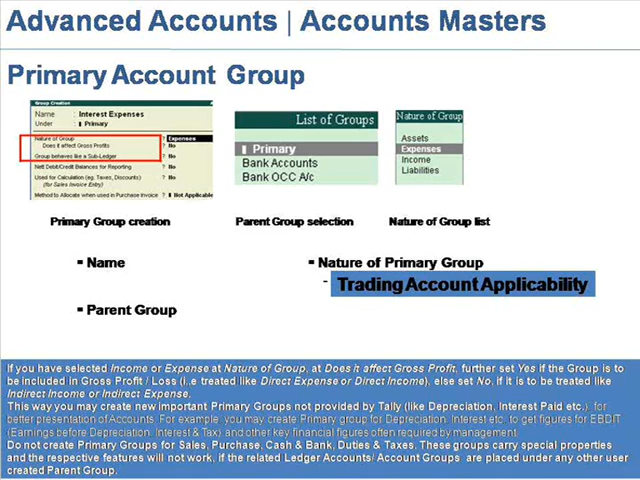 Advanced Accounts | Accounts Masters
Primary Account Group
Group Creation
Name : Interest Expenses
Under : ▮ Primary
Nature of Group ? Expenses
Does it affect Gross Profits ? No
Group behaves like a Sub-Ledger ? No
Nett Debit/Credit Balances for Reporting ? No
Used for Calculation (eg. Taxes, Discounts) ? No
(for Sales Invoice Entry)
Method to Allocate when used in Purchase Invoice ? ▮ Not Applicable
List of Groups
▮ Primary
Bank Accounts
Bank OCC A/c
Nature of Group
Assets
Expenses
Income
Liabilities
Primary Group creation
Parent Group selection
Nature of Group list
▪ Name
▪ Nature of Primary Group
- Trading Account Applicability
▪ Parent Group
If you have selected Income or Expense at Nature of Group, at Does it affect Gross Profit, further set Yes if the Group is to
be included in Gross Profit / Loss (i.,e treated like Direct Expense or Direct Income), else set No, if it is to be treated like
Indirect Income or Indirect Expense.
This way you may create new important Primary Groups not provided by Tally (like Depreciation, Interest Paid etc.) for
better presentation of Accounts. For example, you may create Primary group for Depreciation, Interest etc. to get figures for EBDIT
(Earnings before Depreciation, Interest & Tax) and other key financial figures often required by management.
Do not create Primary Groups for Sales, Purchase, Cash & Bank, Duties & Taxes. These groups carry special properties
and the respective features will not work, if the related Ledger Accounts/ Account Groups are placed under any other user
created Parent Group.